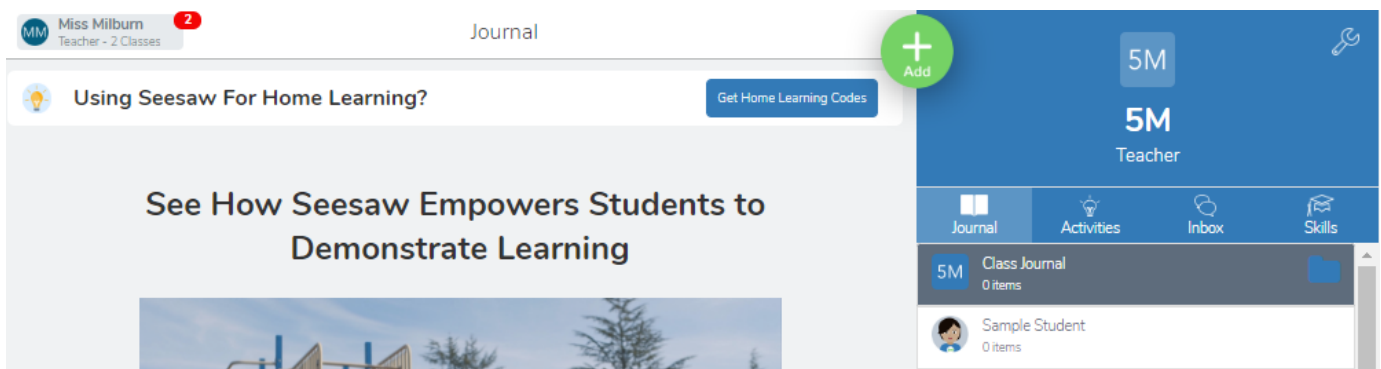 MM
Miss Milburn
2
Teacher - 2 Classes
Journal
Add
5M
5M
Teacher
Using Seesaw For Home Learning?
Get Home Learning Codes
See How Seesaw Empowers Students to
Demonstrate Learning
Journal
Activities
Inbox
Skills
5M
Class Journal
0 items
Sample Student
0 items